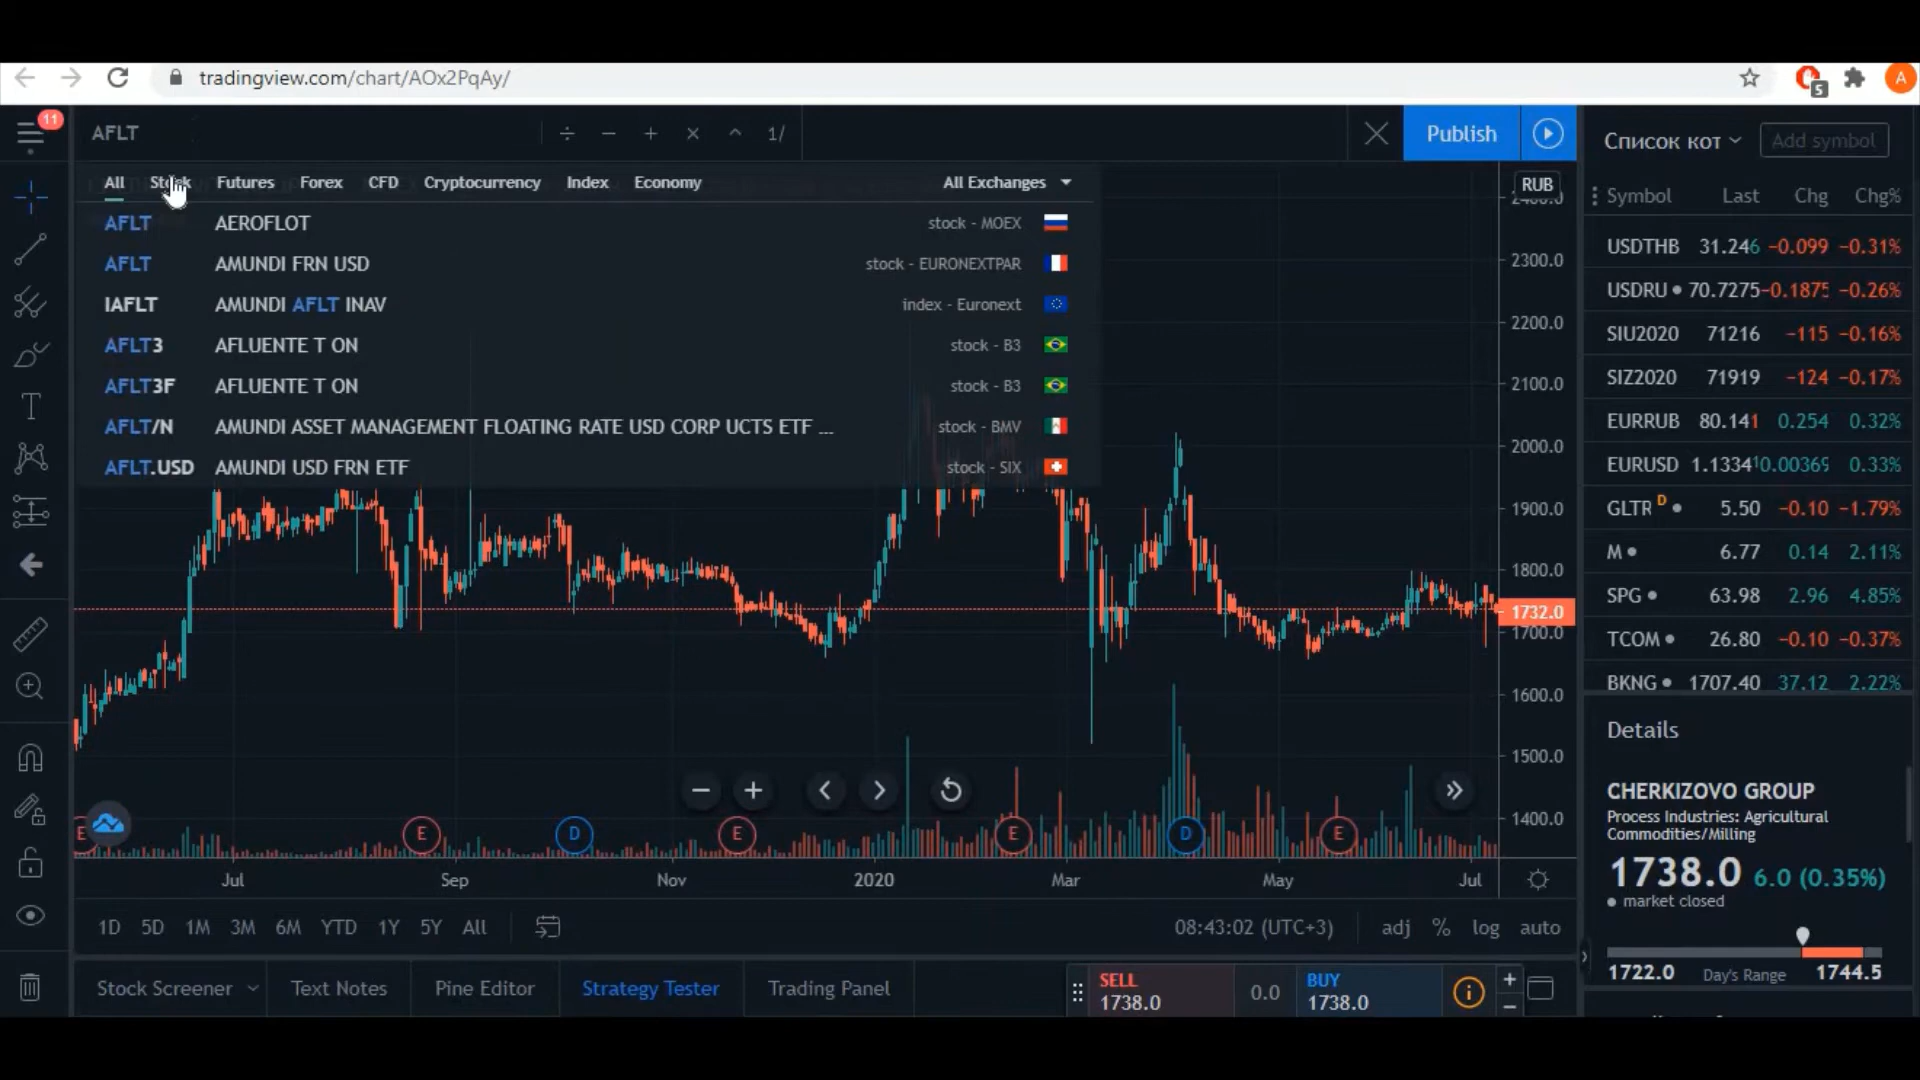 tradingview.com/chart/AOx2PqAy/
5
A
11
AFLT
1/
Publish
Список кот
Add symbol
All Stock Futures Forex CFD Cryptocurrency Index Economy All Exchanges
AFLT AEROFLOT stock - MOEX
AFLT AMUNDI FRN USD stock - EURONEXTPAR
IAFLT AMUNDI AFLT INAV index - Euronext
AFLT3 AFLUENTE T ON stock - B3
AFLT3F AFLUENTE T ON stock - B3
AFLT/N AMUNDI ASSET MANAGEMENT FLOATING RATE USD CORP UCTS ETF ... stock - BMV
AFLT.USD AMUNDI USD FRN ETF stock - SIX
RUB
2400.0
2300.0
2200.0
2100.0
2000.0
1900.0
1800.0
1732.0
1700.0
1600.0
1500.0
1400.0
E E D E E D E
Jul Sep Nov 2020 Mar May Jul
1D 5D 1M 3M 6M YTD 1Y 5Y All
08:43:02 (UTC+3) adj % log auto
Stock Screener Text Notes Pine Editor Strategy Tester Trading Panel
SELL
1738.0
0.0
BUY
1738.0
Symbol Last Chg Chg%
USDTHB 31.246 −0.099 −0.31%
USDRU 70.7275 −0.1875 −0.26%
SIU2020 71216 −115 −0.16%
SIZ2020 71919 −124 −0.17%
EURRUB 80.141 0.254 0.32%
EURUSD 1.13341 0.00369 0.33%
GLTR D 5.50 −0.10 −1.79%
M 6.77 0.14 2.11%
SPG 63.98 2.96 4.85%
TCOM 26.80 −0.10 −0.37%
BKNG 1707.40 37.12 2.22%
Details
CHERKIZOVO GROUP
Process Industries: Agricultural
Commodities/Milling
1738.0 6.0 (0.35%)
market closed
1722.0 Day's Range 1744.5